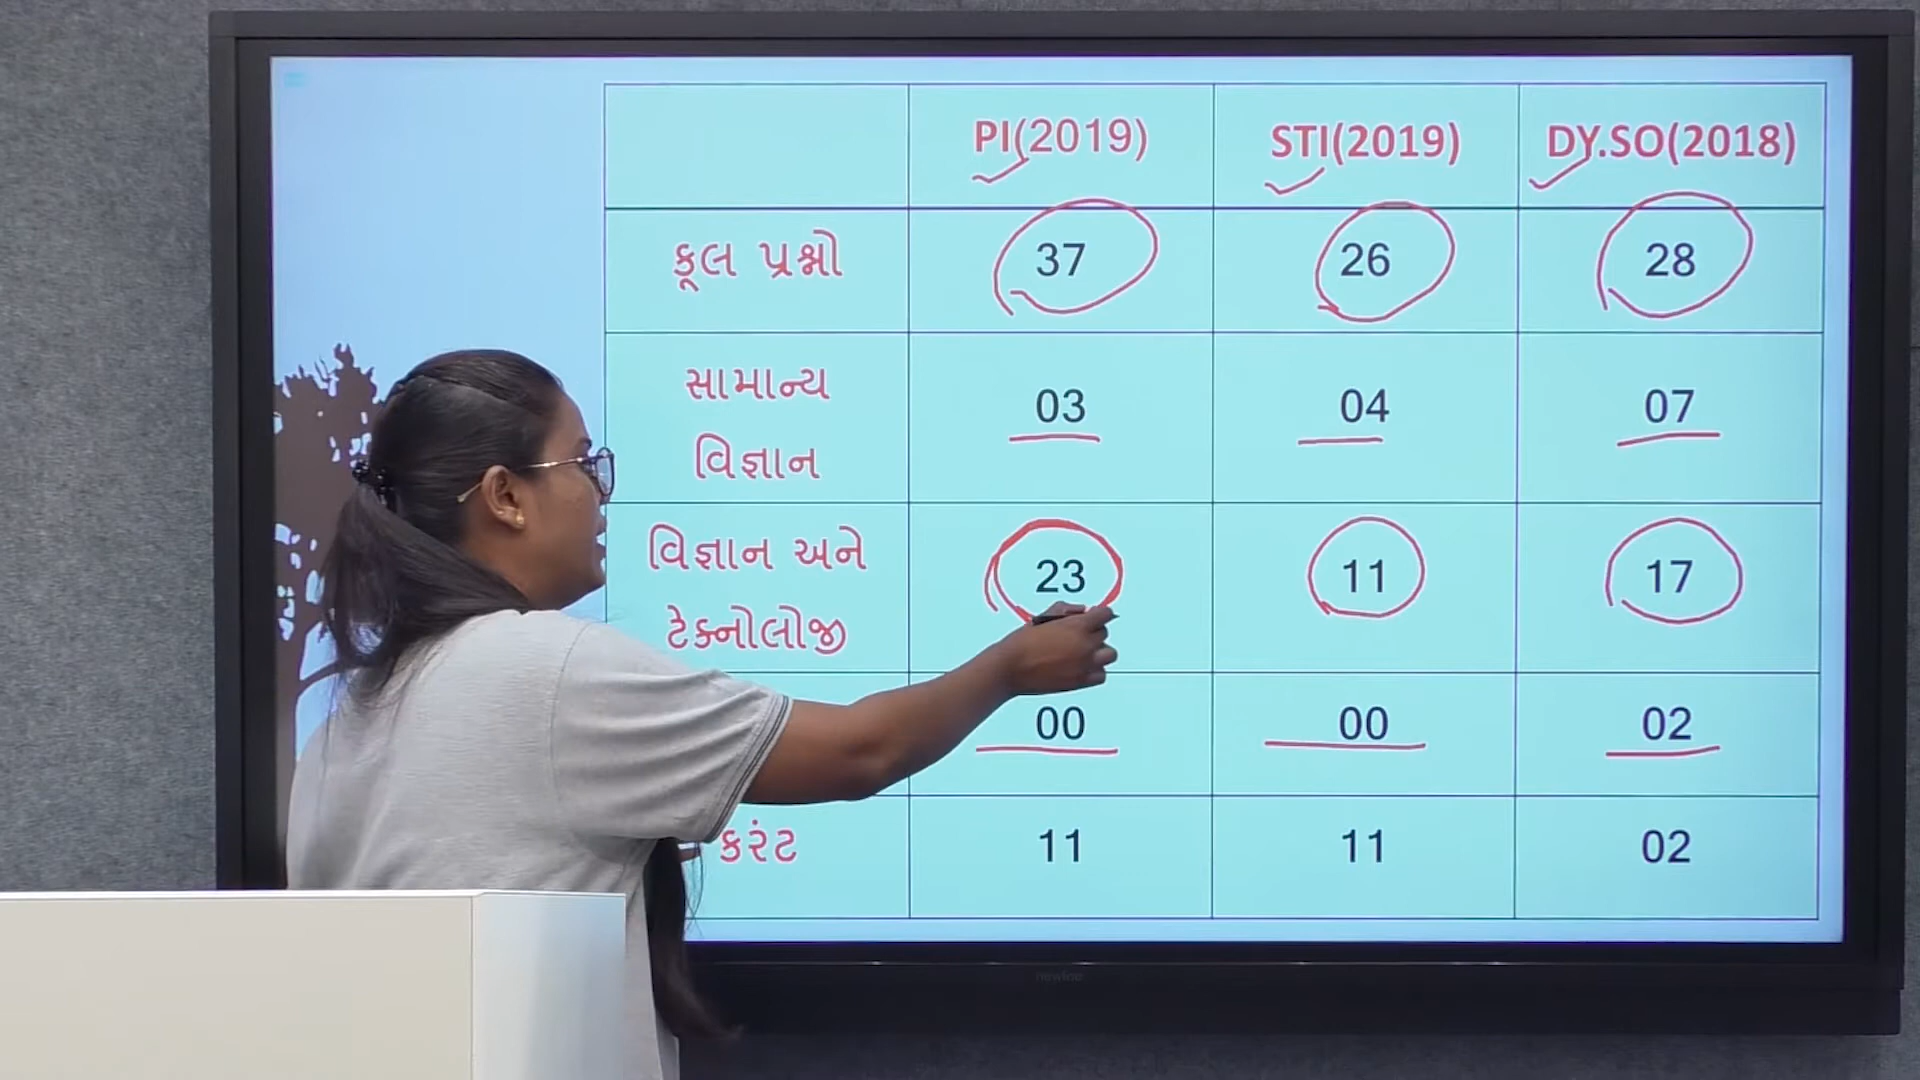 PI(2019) STI(2019) DY.SO(2018)
કૂલ પ્રશ્નો 37 26 28
સામાન્ય
વિજ્ઞાન 03 04 07
વિજ્ઞાન અને
ટેક્નોલોજી 23 11 17
00 00 02
કરંટ 11 11 02
newline